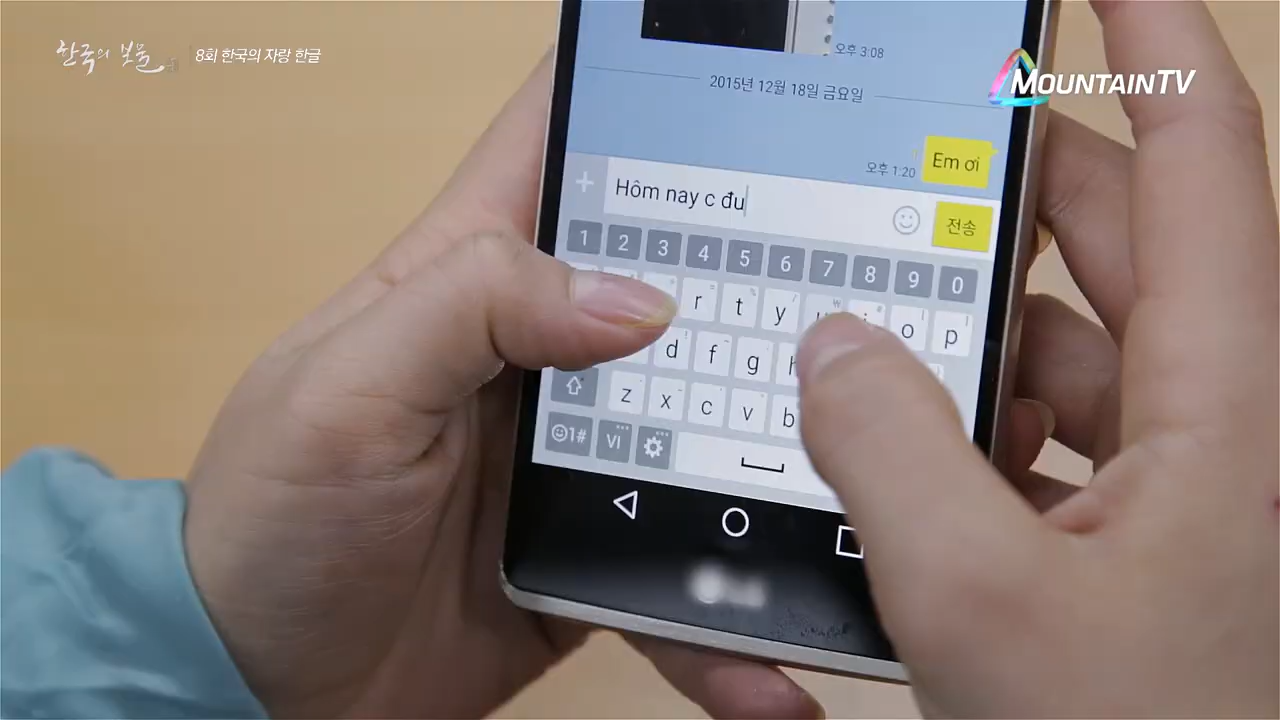 한국의 보물
8회 한국의 자랑 한글
MOUNTAINTV
오후 3:08
2015년 12월 18일 금요일
Em ơi
오후 1:20
Hôm nay c đu
전송
1 2 3 4 5 6 7 8 9 0
r t y o p
d f g h
z x c v b
1#
VI